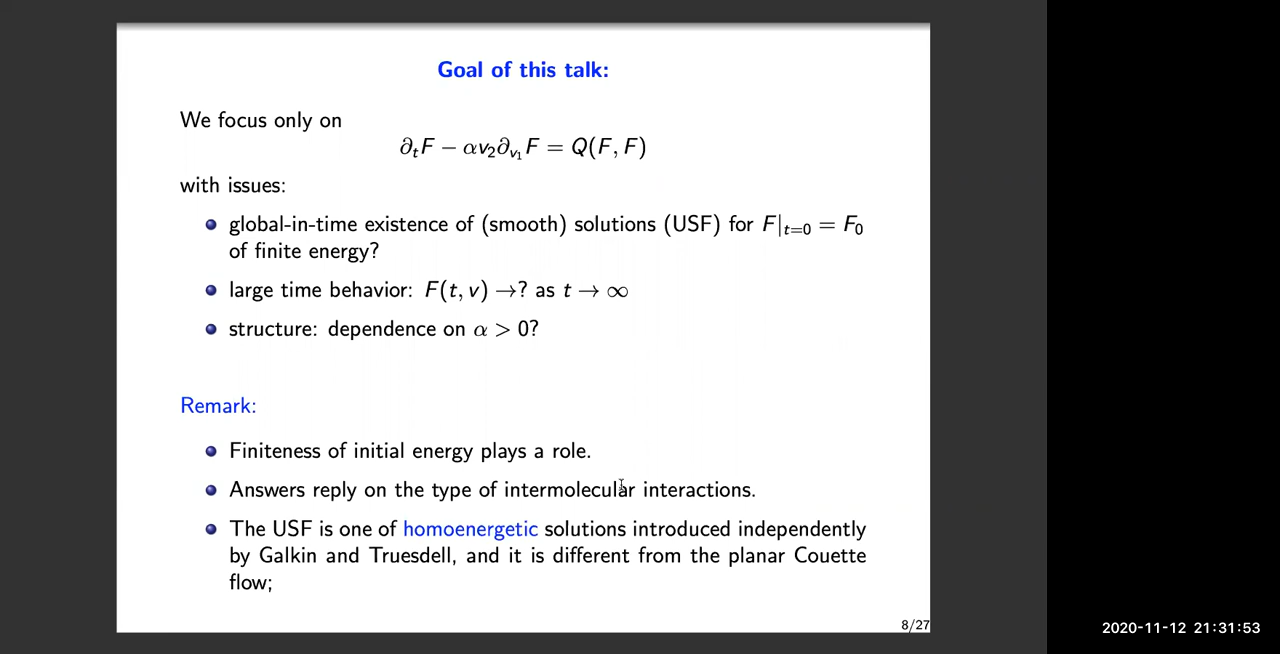 Goal of this talk:
We focus only on
∂ₜF − αv₂∂ᵥ₁F = Q(F, F)
with issues:
global-in-time existence of (smooth) solutions (USF) for F|ₜ₌₀ = F₀
of finite energy?
large time behavior: F(t, v) →? as t → ∞
structure: dependence on α > 0?
Remark:
Finiteness of initial energy plays a role.
Answers reply on the type of intermolecular interactions.
The USF is one of homoenergetic solutions introduced independently
by Galkin and Truesdell, and it is different from the planar Couette
flow;
8/27
2020-11-12 21:31:53